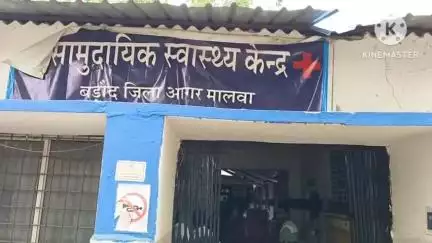 सामुदायिक स्वास्थ्य केन्द्र
बड़ौद जिला आगर मालवा
KINEMASTER